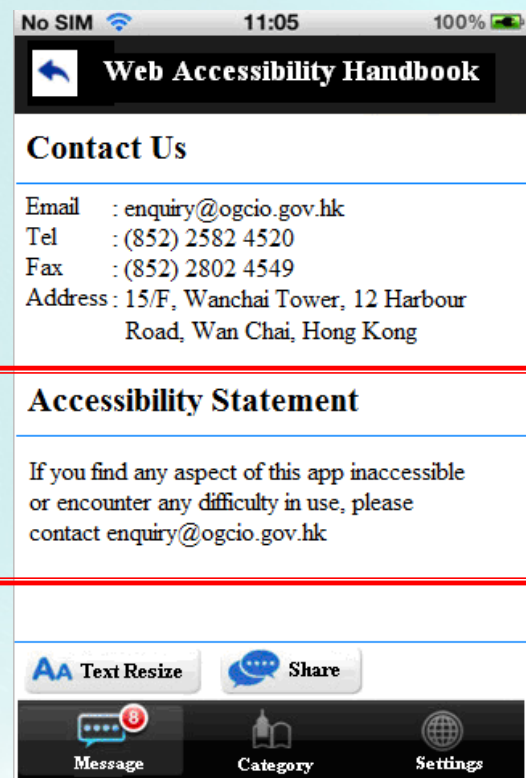 No SIM 11:05 100%
Web Accessibility Handbook
Contact Us
Email : enquiry@ogcio.gov.hk
Tel : (852) 2582 4520
Fax : (852) 2802 4549
Address : 15/F, Wanchai Tower, 12 Harbour
Road, Wan Chai, Hong Kong
Accessibility Statement
If you find any aspect of this app inaccessible
or encounter any difficulty in use, please
contact enquiry@ogcio.gov.hk
AA Text Resize Share
8
Message Category Settings